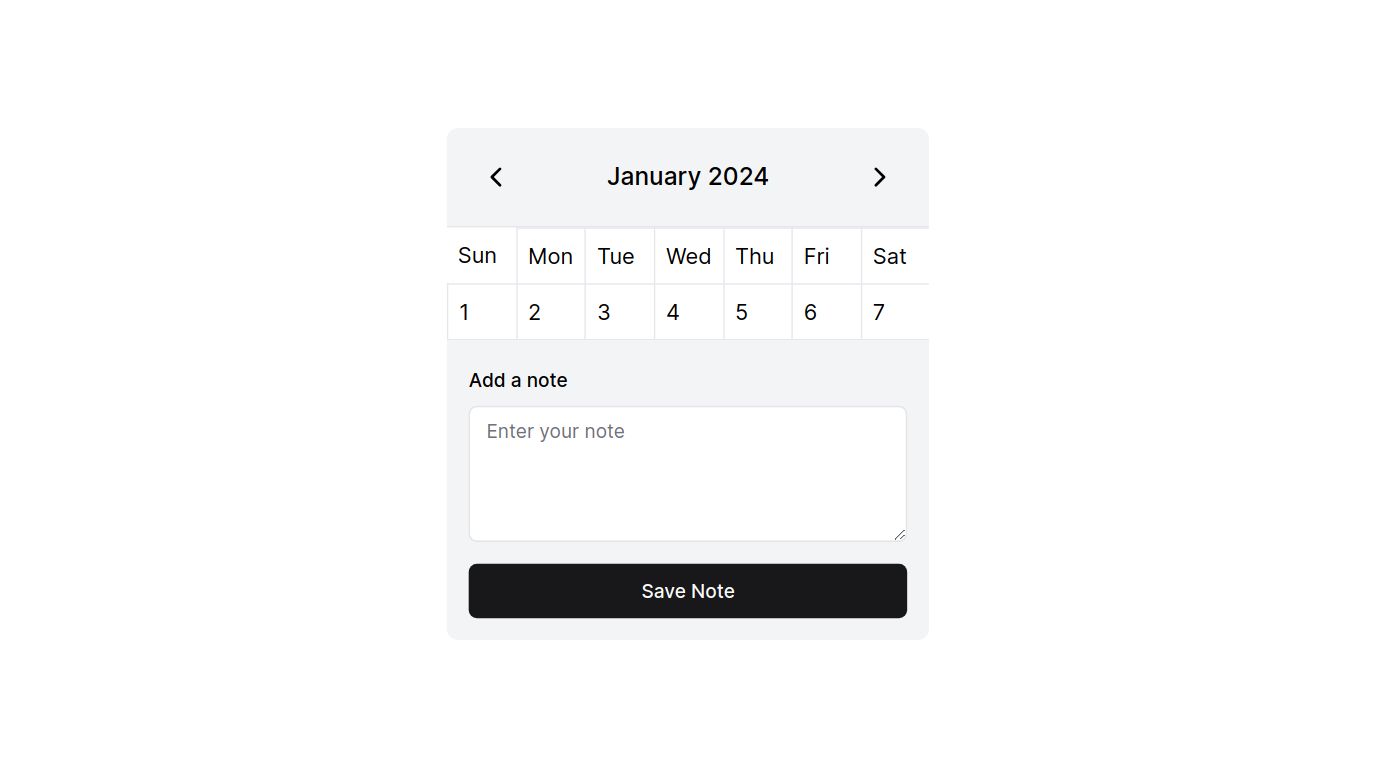 January 2024
Sun Mon Tue Wed Thu Fri Sat
1 2 3 4 5 6 7
Add a note
Enter your note
Save Note